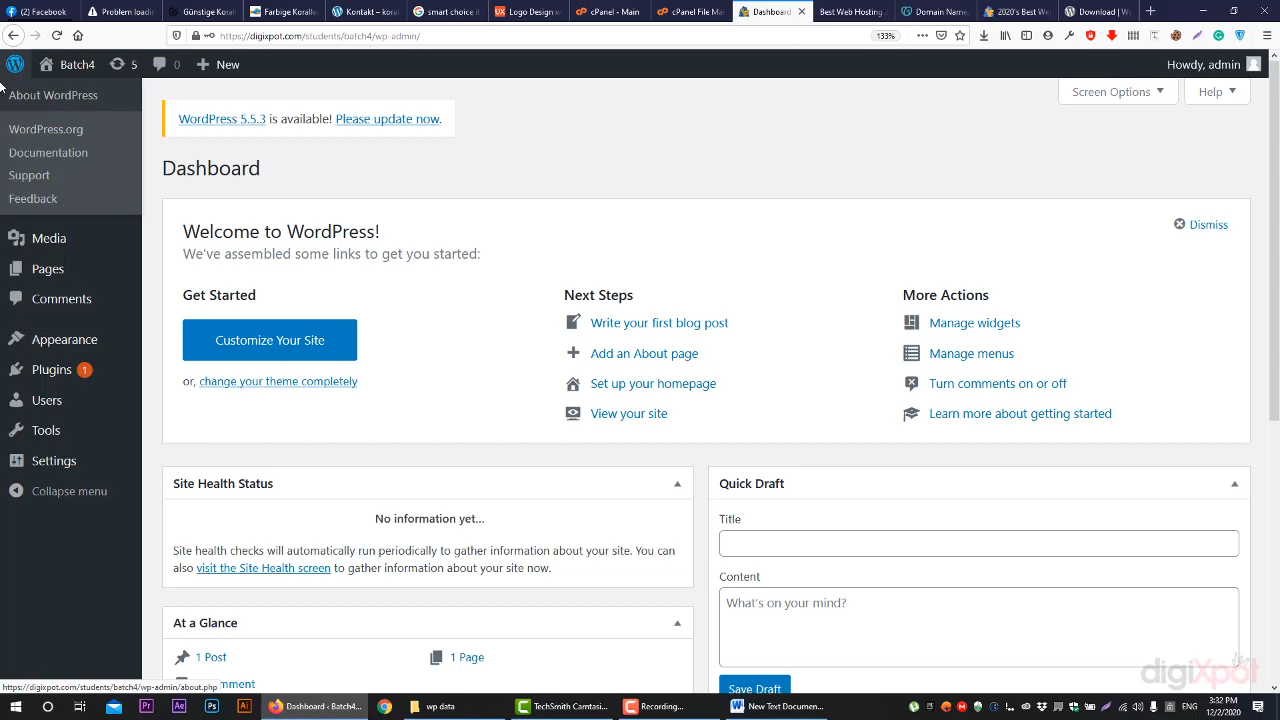 (2) Facebook
Problem loadin
Günstige Korall
Farbige Koralle
Kontakt – koral
smart choice it
Logo Design w
cPanel - Main
cPanel File Mar
Dashboard
Best Web Hosting
Domain Names
2020's Best We
Download | Wo
https://digixpot.com/students/batch4/wp-admin/
133%
Batch4
5
0
New
Howdy, admin
About WordPress
WordPress.org
Documentation
Support
Feedback
Media
Pages
Comments
Appearance
Plugins 1
Users
Tools
Settings
Collapse menu
Screen Options
Help
WordPress 5.5.3 is available! Please update now.
Dashboard
Welcome to WordPress!
We've assembled some links to get you started:
Dismiss
Get Started
Customize Your Site
or, change your theme completely
Next Steps
Write your first blog post
Add an About page
Set up your homepage
View your site
More Actions
Manage widgets
Manage menus
Turn comments on or off
Learn more about getting started
Site Health Status
No information yet...
Site health checks will automatically run periodically to gather information about your site. You can
also visit the Site Health screen to gather information about your site now.
At a Glance
1 Post
1 Page
mment
Quick Draft
Title
Content
What's on your mind?
Save Draft
digiXpot
https://digixpot.com/students/batch4/wp-admin/about.php
Dashboard ‹ Batch4...
wp data
TechSmith Camtasi...
Recording...
New Text Documen...
3:32 PM
12/2/2020